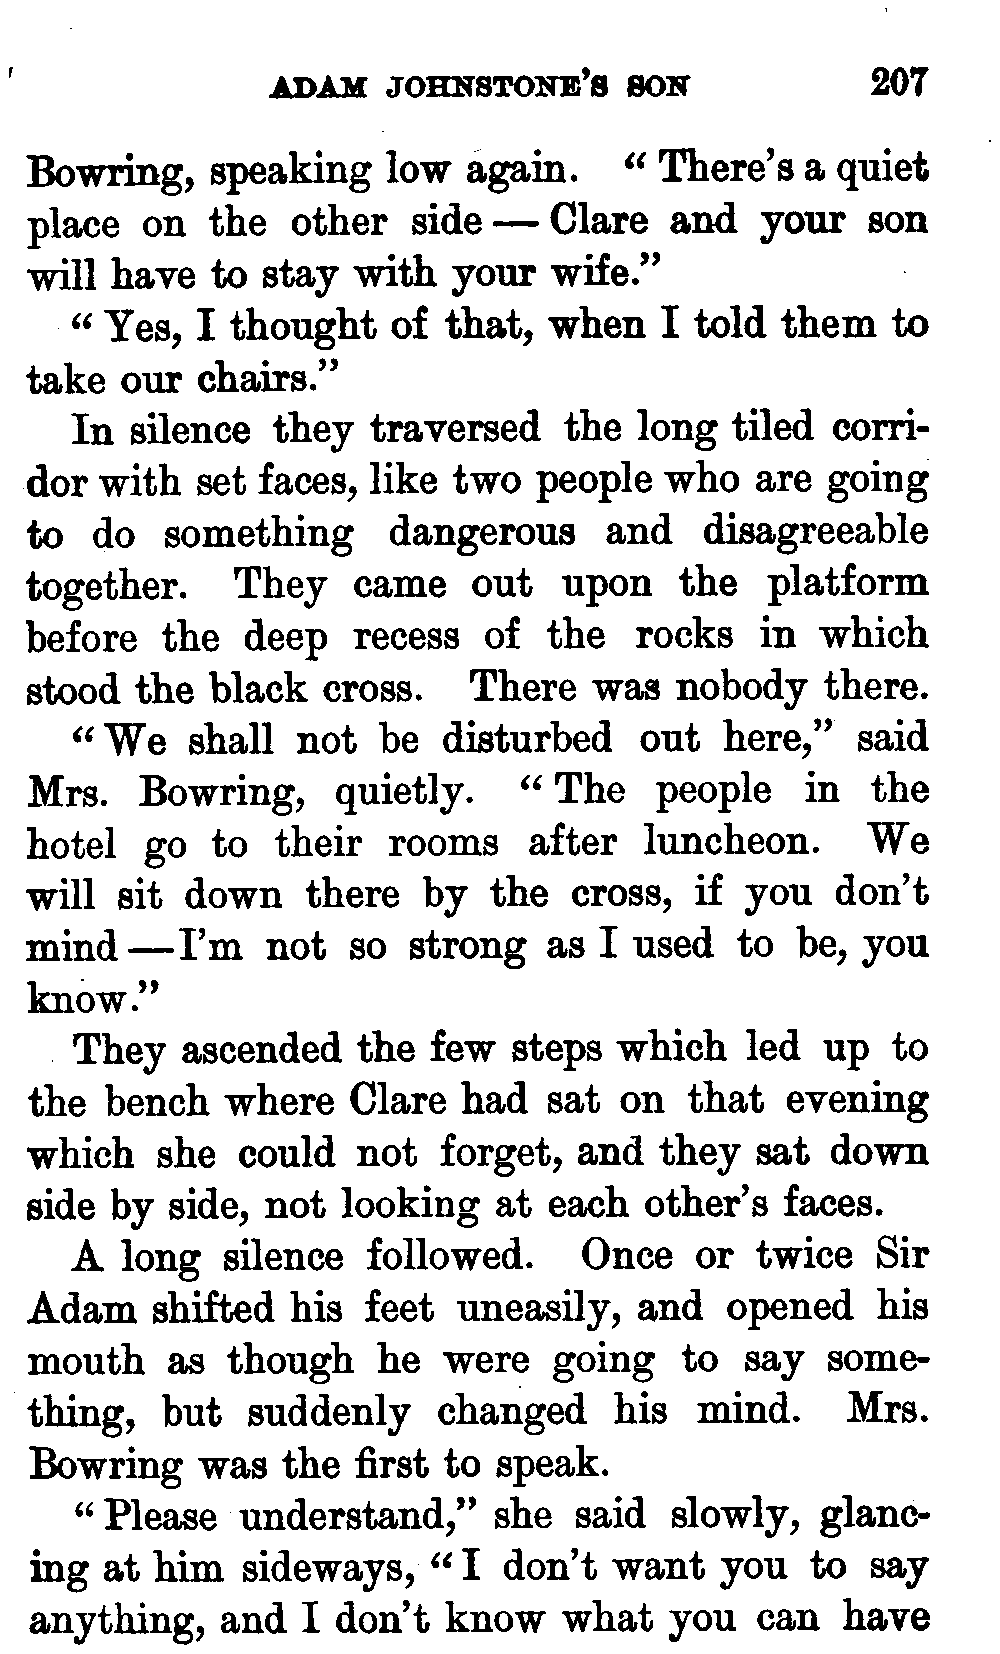 ADAM JOHNSTONE'S SON 207
Bowring, speaking low again. "There's a quiet
place on the other side — Clare and your son
will have to stay with your wife."
"Yes, I thought of that, when I told them to
take our chairs."
In silence they traversed the long tiled corri-
dor with set faces, like two people who are going
to do something dangerous and disagreeable
together. They came out upon the platform
before the deep recess of the rocks in which
stood the black cross. There was nobody there.
"We shall not be disturbed out here," said
Mrs. Bowring, quietly. "The people in the
hotel go to their rooms after luncheon. We
will sit down there by the cross, if you don't
mind — I'm not so strong as I used to be, you
know."
They ascended the few steps which led up to
the bench where Clare had sat on that evening
which she could not forget, and they sat down
side by side, not looking at each other's faces.
A long silence followed. Once or twice Sir
Adam shifted his feet uneasily, and opened his
mouth as though he were going to say some-
thing, but suddenly changed his mind. Mrs.
Bowring was the first to speak.
"Please understand," she said slowly, glanc-
ing at him sideways, "I don't want you to say
anything, and I don't know what you can have